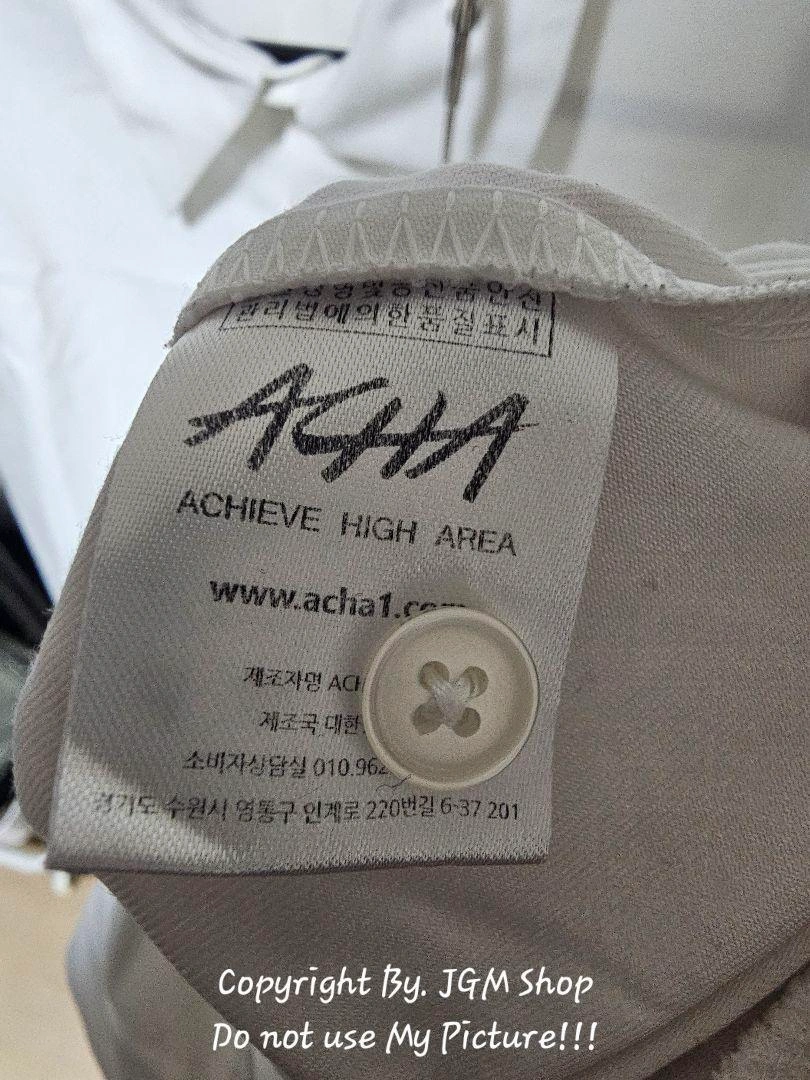 관리법에의한품질표시
ACHA
ACHIEVE HIGH AREA
www.acha1.com
제조자명 ACH
제조국 대한
소비자상담실 010.962
경기도 수원시 영통구 인계로 220번길 6-37 201
Copyright By. JGM Shop
Do not use My Picture!!!